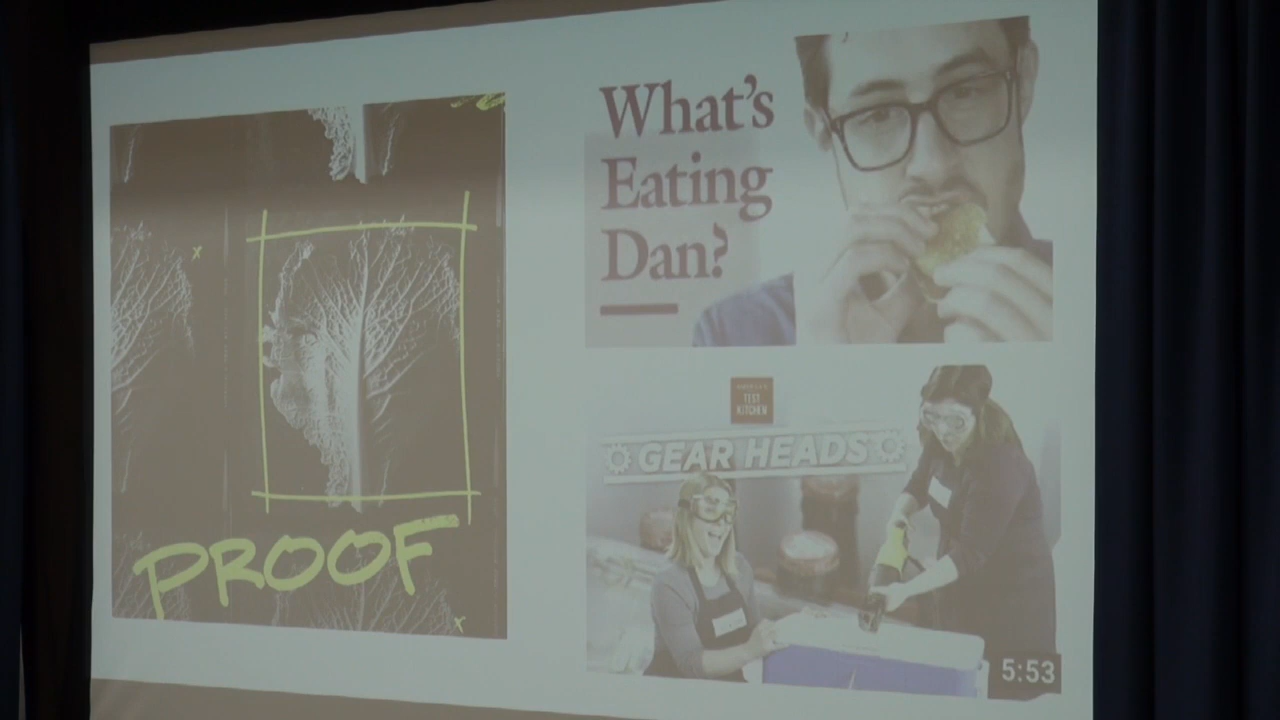 PROOF
What's
Eating
Dan?
TEST
KITCHEN
GEAR HEADS
5:53